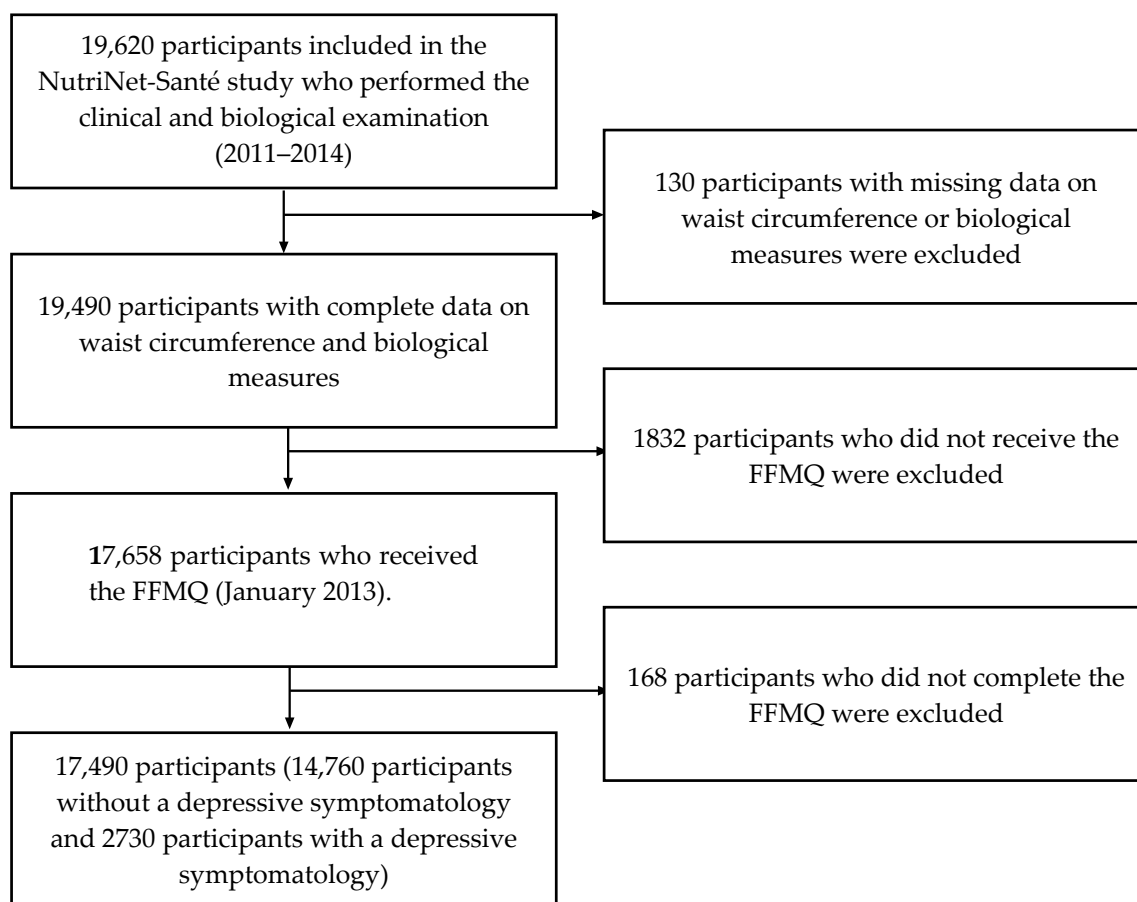 19,620 participants included in the
NutriNet-Santé study who performed the
clinical and biological examination
(2011–2014)
130 participants with missing data on
waist circumference or biological
measures were excluded
19,490 participants with complete data on
waist circumference and biological
measures
1832 participants who did not receive the
FFMQ were excluded
17,658 participants who received
the FFMQ (January 2013).
168 participants who did not complete the
FFMQ were excluded
17,490 participants (14,760 participants
without a depressive symptomatology
and 2730 participants with a depressive
symptomatology)